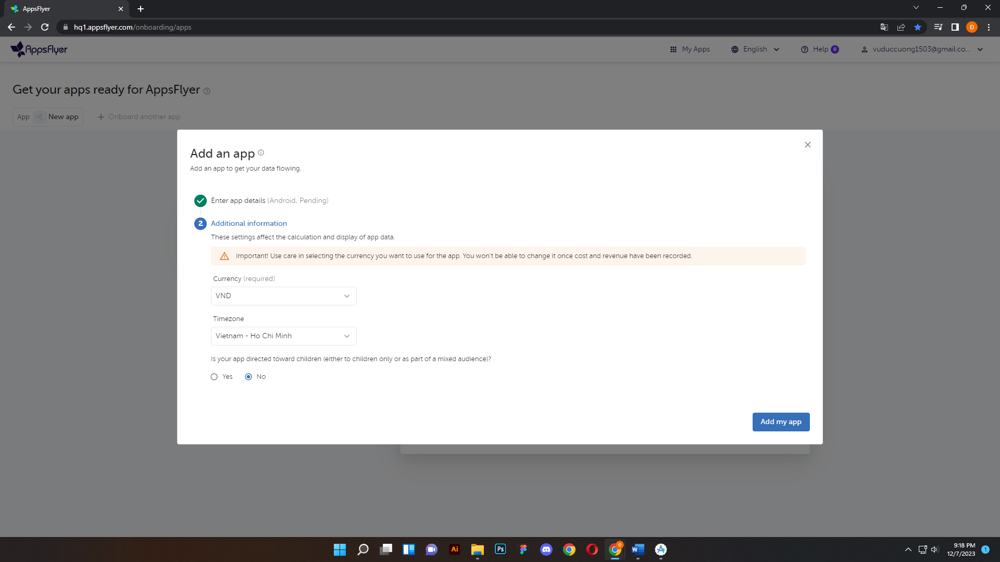 AppsFlyer
hq1.appsflyer.com/onboarding/apps
Đ
AppsFlyer
My Apps
English
Help 8
vuduccuong1503@gmail.co...
Get your apps ready for AppsFlyer
App New app
Onboard another app
Add an app
Add an app to get your data flowing.
Enter app details (Android, Pending)
2 Additional information
These settings affect the calculation and display of app data.
Important! Use care in selecting the currency you want to use for the app. You won't be able to change it once cost and revenue have been recorded.
Currency (required)
VND
Timezone
Vietnam - Ho Chi Minh
Is your app directed toward children (either to children only or as part of a mixed audience)?
Yes No
Add my app
Ai
Ps
Đ
W
9:18 PM
12/7/2023
1